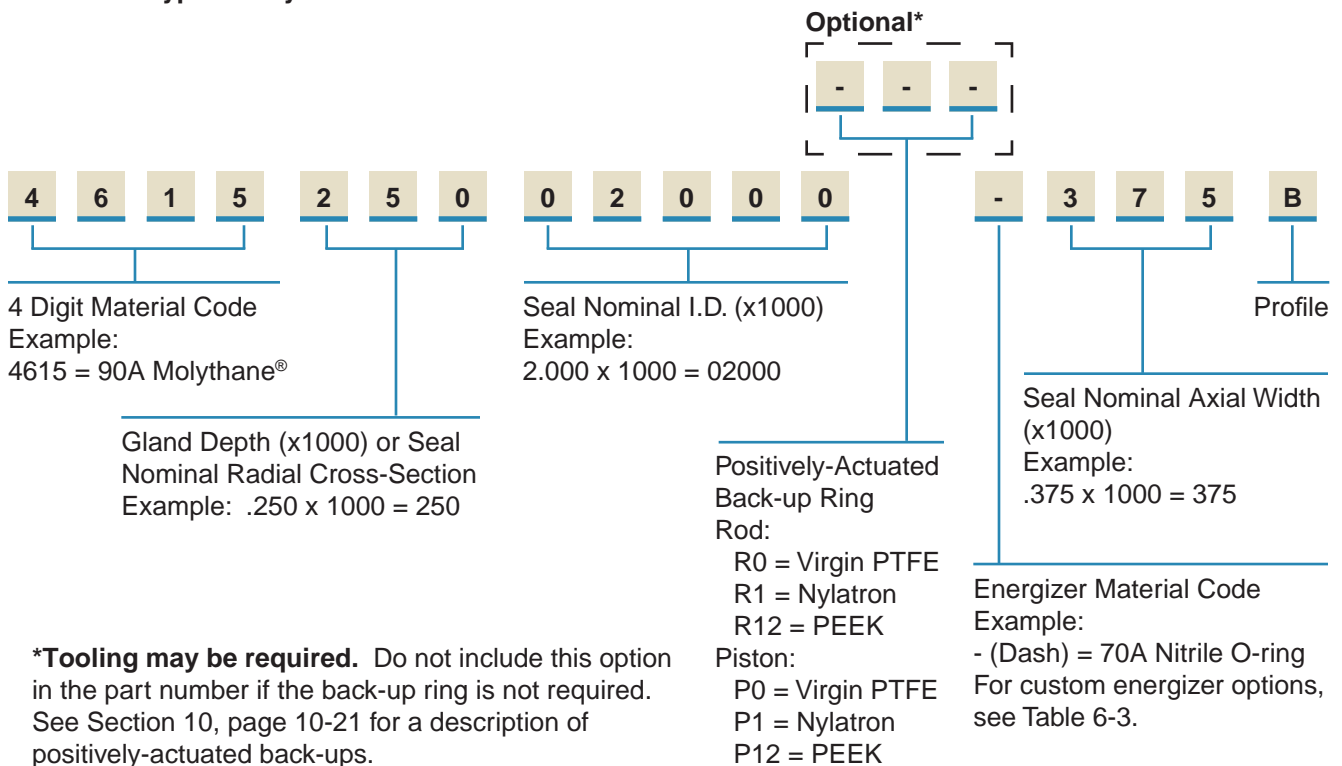 Optional*
- - -
4 6 1 5 2 5 0 0 2 0 0 0 - 3 7 5 B
4 Digit Material Code
Example:
4615 = 90A Molythane®
Gland Depth (x1000) or Seal
Nominal Radial Cross-Section
Example: .250 x 1000 = 250
Seal Nominal I.D. (x1000)
Example:
2.000 x 1000 = 02000
Positively-Actuated
Back-up Ring
Rod:
R0 = Virgin PTFE
R1 = Nylatron
R12 = PEEK
Piston:
P0 = Virgin PTFE
P1 = Nylatron
P12 = PEEK
Energizer Material Code
Example:
- (Dash) = 70A Nitrile O-ring
For custom energizer options,
see Table 6-3.
Seal Nominal Axial Width
(x1000)
Example:
.375 x 1000 = 375
Profile
*Tooling may be required. Do not include this option
in the part number if the back-up ring is not required.
See Section 10, page 10-21 for a description of
positively-actuated back-ups.